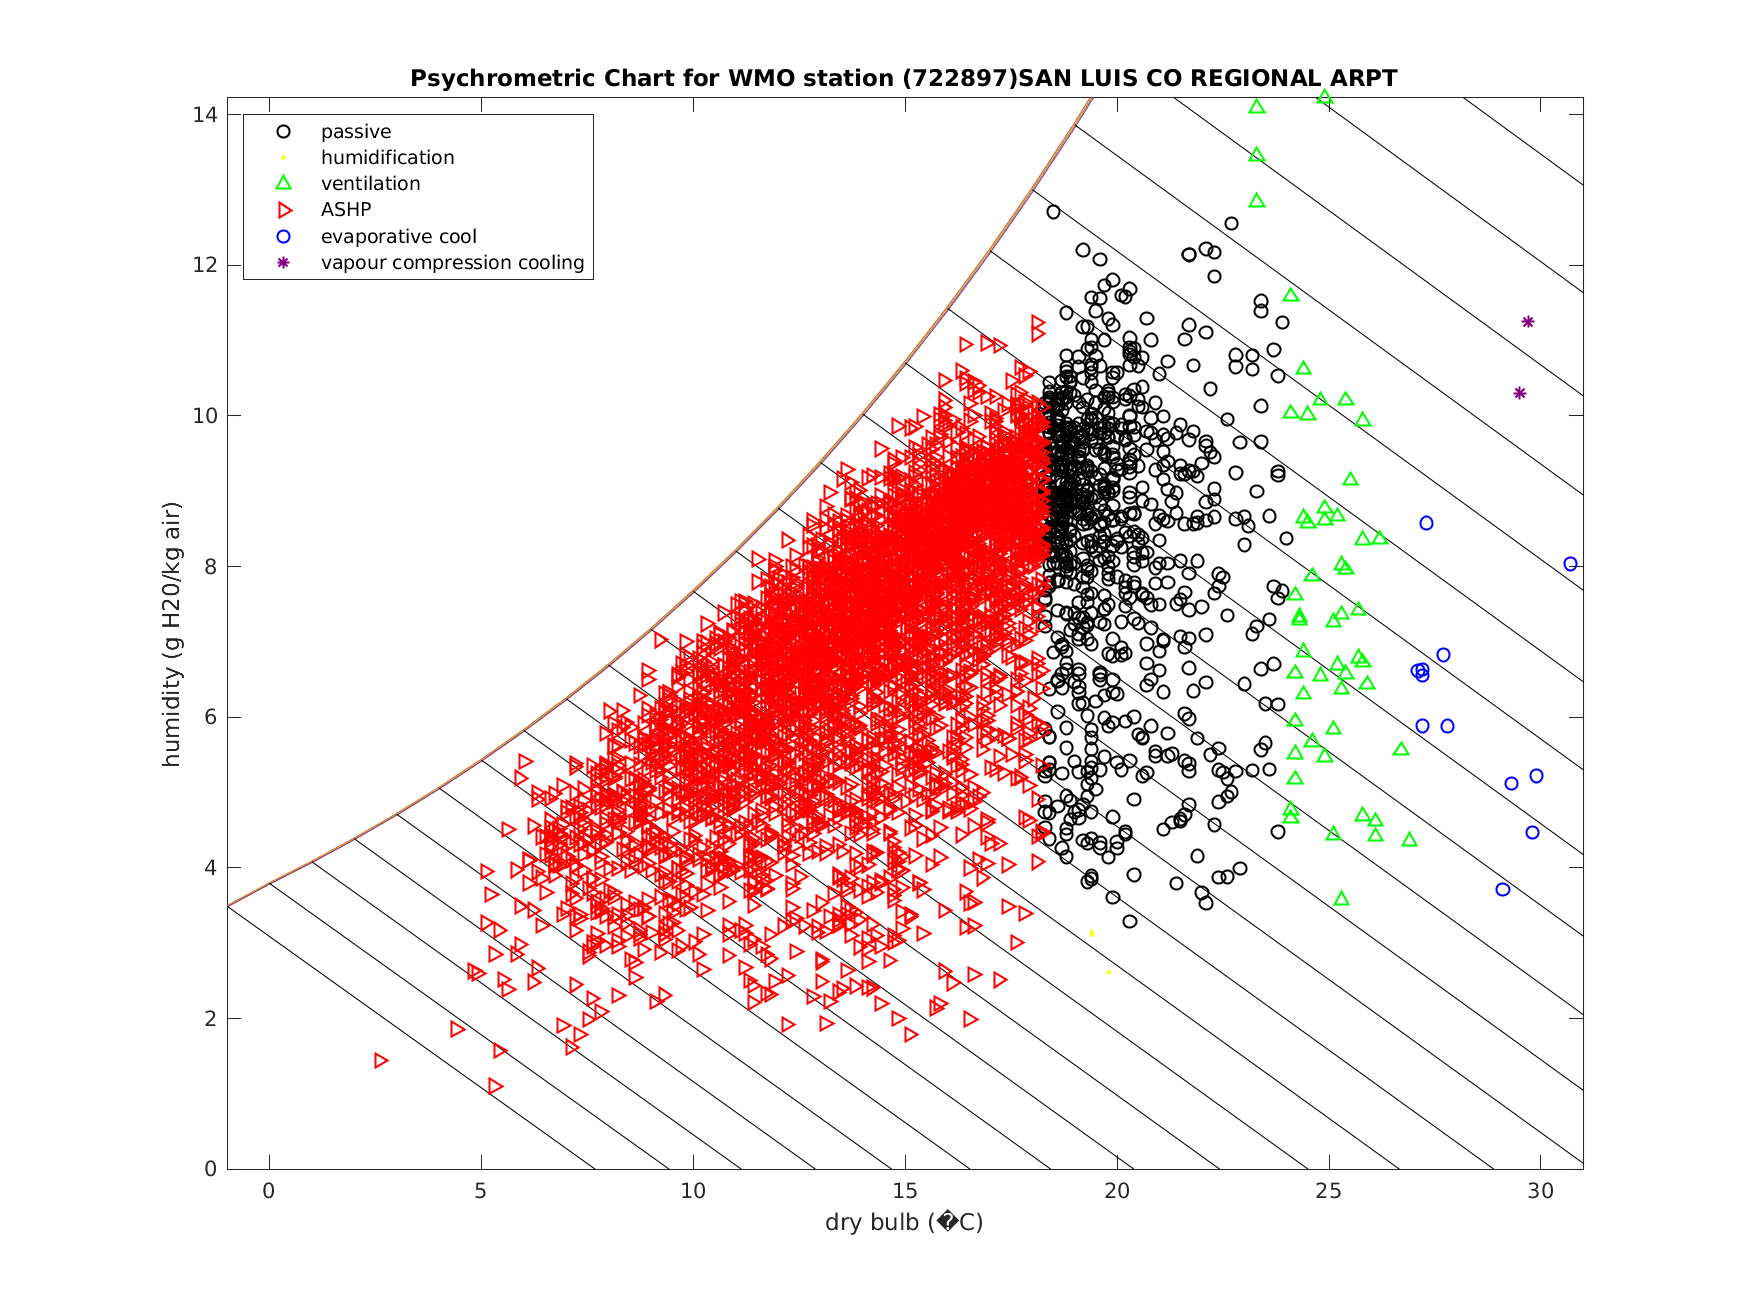 Psychrometric Chart for WMO station (722897)SAN LUIS CO REGIONAL ARPT
14
12
10
8
6
4
2
0
humidity (g H20/kg air)
passive
humidification
ventilation
ASHP
evaporative cool
vapour compression cooling
0 5 10 15 20 25 30
dry bulb (�C)